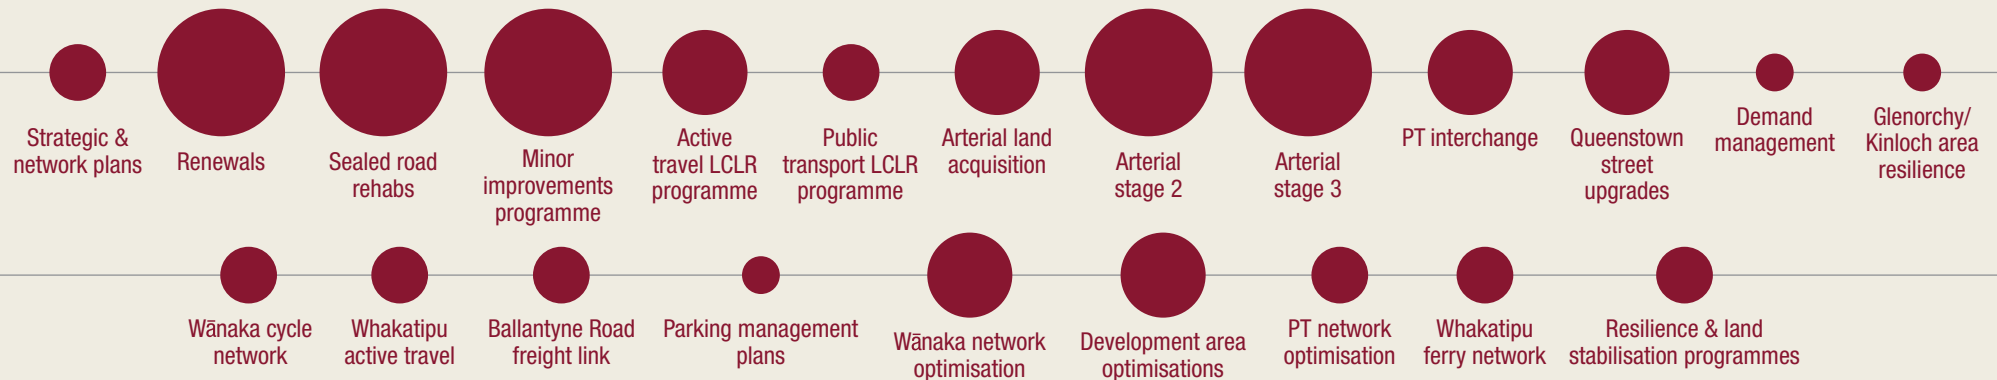 Strategic &
network plans
Renewals
Sealed road
rehabs
Minor
improvements
programme
Active
travel LCLR
programme
Public
transport LCLR
programme
Arterial land
acquisition
Arterial
stage 2
Arterial
stage 3
PT interchange
Queenstown
street
upgrades
Demand
management
Glenorchy/
Kinloch area
resilience
Wānaka cycle
network
Whakatipu
active travel
Ballantyne Road
freight link
Parking management
plans
Wānaka network
optimisation
Development area
optimisations
PT network
optimisation
Whakatipu
ferry network
Resilience & land
stabilisation programmes